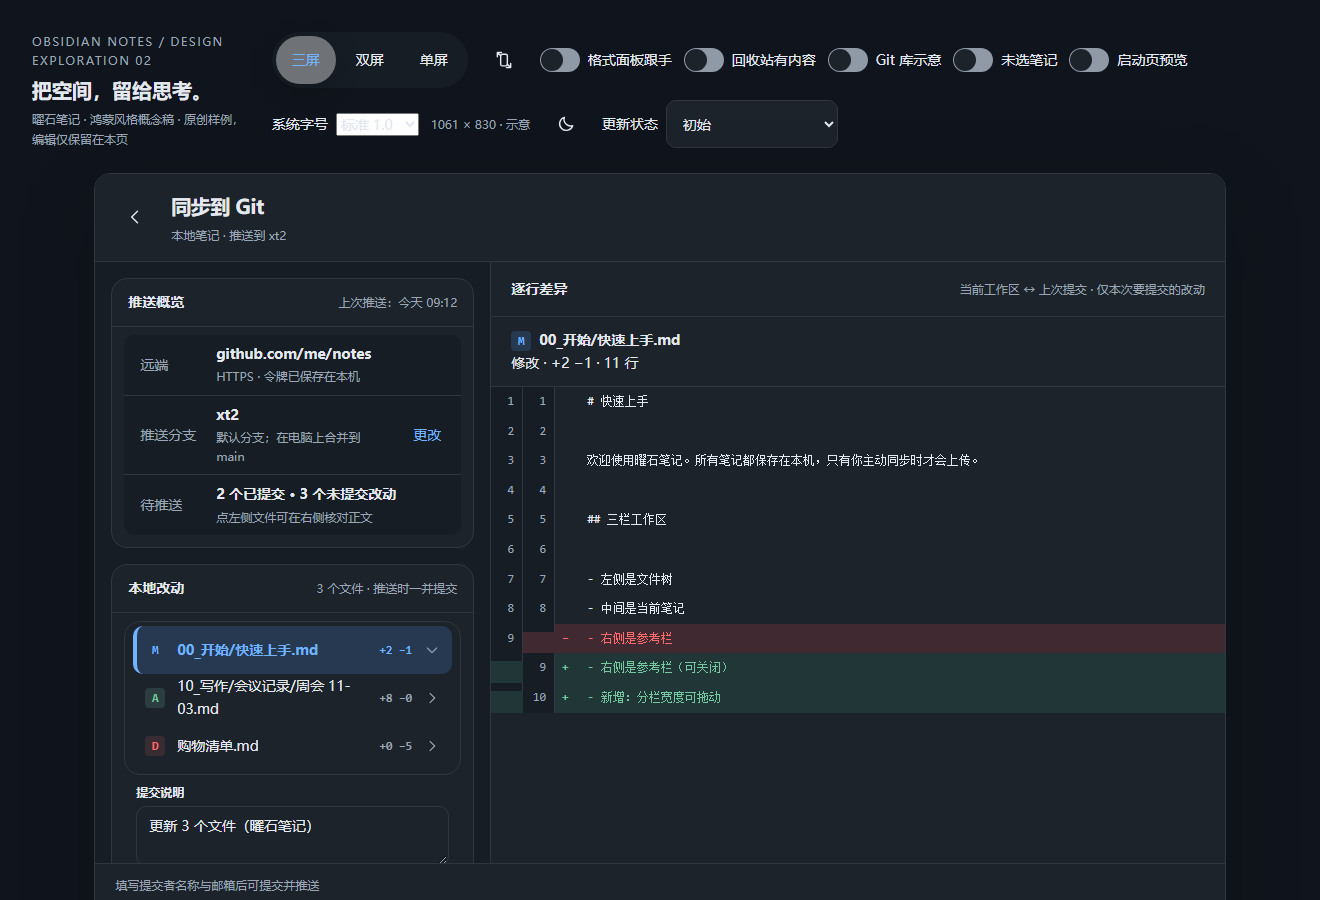 OBSIDIAN NOTES / DESIGN
EXPLORATION 02
把空间，留给思考。
曜石笔记 · 鸿蒙风格概念稿 · 原创样例，
编辑仅保留在本页
三屏 双屏 单屏 格式面板跟手 回收站有内容 Git 库示意 未选笔记 启动页预览
系统字号 标准 1.0 1061 × 830 · 示意 更新状态 初始
同步到 Git
本地笔记 · 推送到 xt2
推送概览 上次推送：今天 09:12
远端 github.com/me/notes
HTTPS · 令牌已保存在本机
推送分支 xt2
默认分支；在电脑上合并到
main
更改
待推送 2 个已提交 • 3 个未提交改动
点左侧文件可在右侧核对正文
本地改动 3 个文件 · 推送时一并提交
M 00_开始/快速上手.md +2 −1
A 10_写作/会议记录/周会 11-
03.md +8 −0
D 购物清单.md +0 −5
提交说明
更新 3 个文件（曜石笔记）
填写提交者名称与邮箱后可提交并推送
逐行差异 当前工作区 ↔ 上次提交 · 仅本次要提交的改动
M 00_开始/快速上手.md
修改 · +2 −1 · 11 行
1 1 # 快速上手
2 2
3 3 欢迎使用曜石笔记。所有笔记都保存在本机，只有你主动同步时才会上传。
4 4
5 5 ## 三栏工作区
6 6
7 7 - 左侧是文件树
8 8 - 中间是当前笔记
9 − - 右侧是参考栏
9 + - 右侧是参考栏（可关闭）
10 + - 新增：分栏宽度可拖动